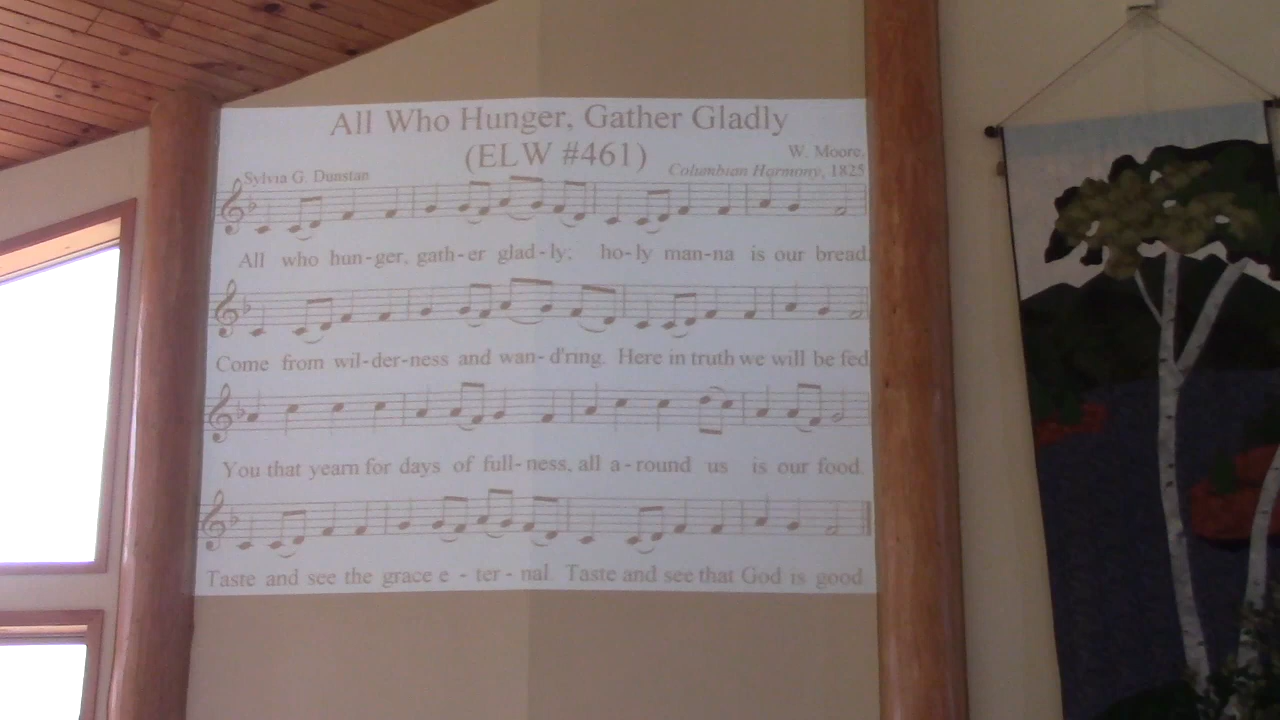 All Who Hunger, Gather Gladly
(ELW #461)
W. Moore,
Sylvia G. Dunstan
Columbian Harmony, 1825
All who hun-ger, gath-er glad-ly; ho-ly man-na is our bread.
Come from wil-der-ness and wan-d'ring. Here in truth we will be fed
You that yearn for days of full-ness, all a-round us is our food.
Taste and see the grace e - ter - nal. Taste and see that God is good